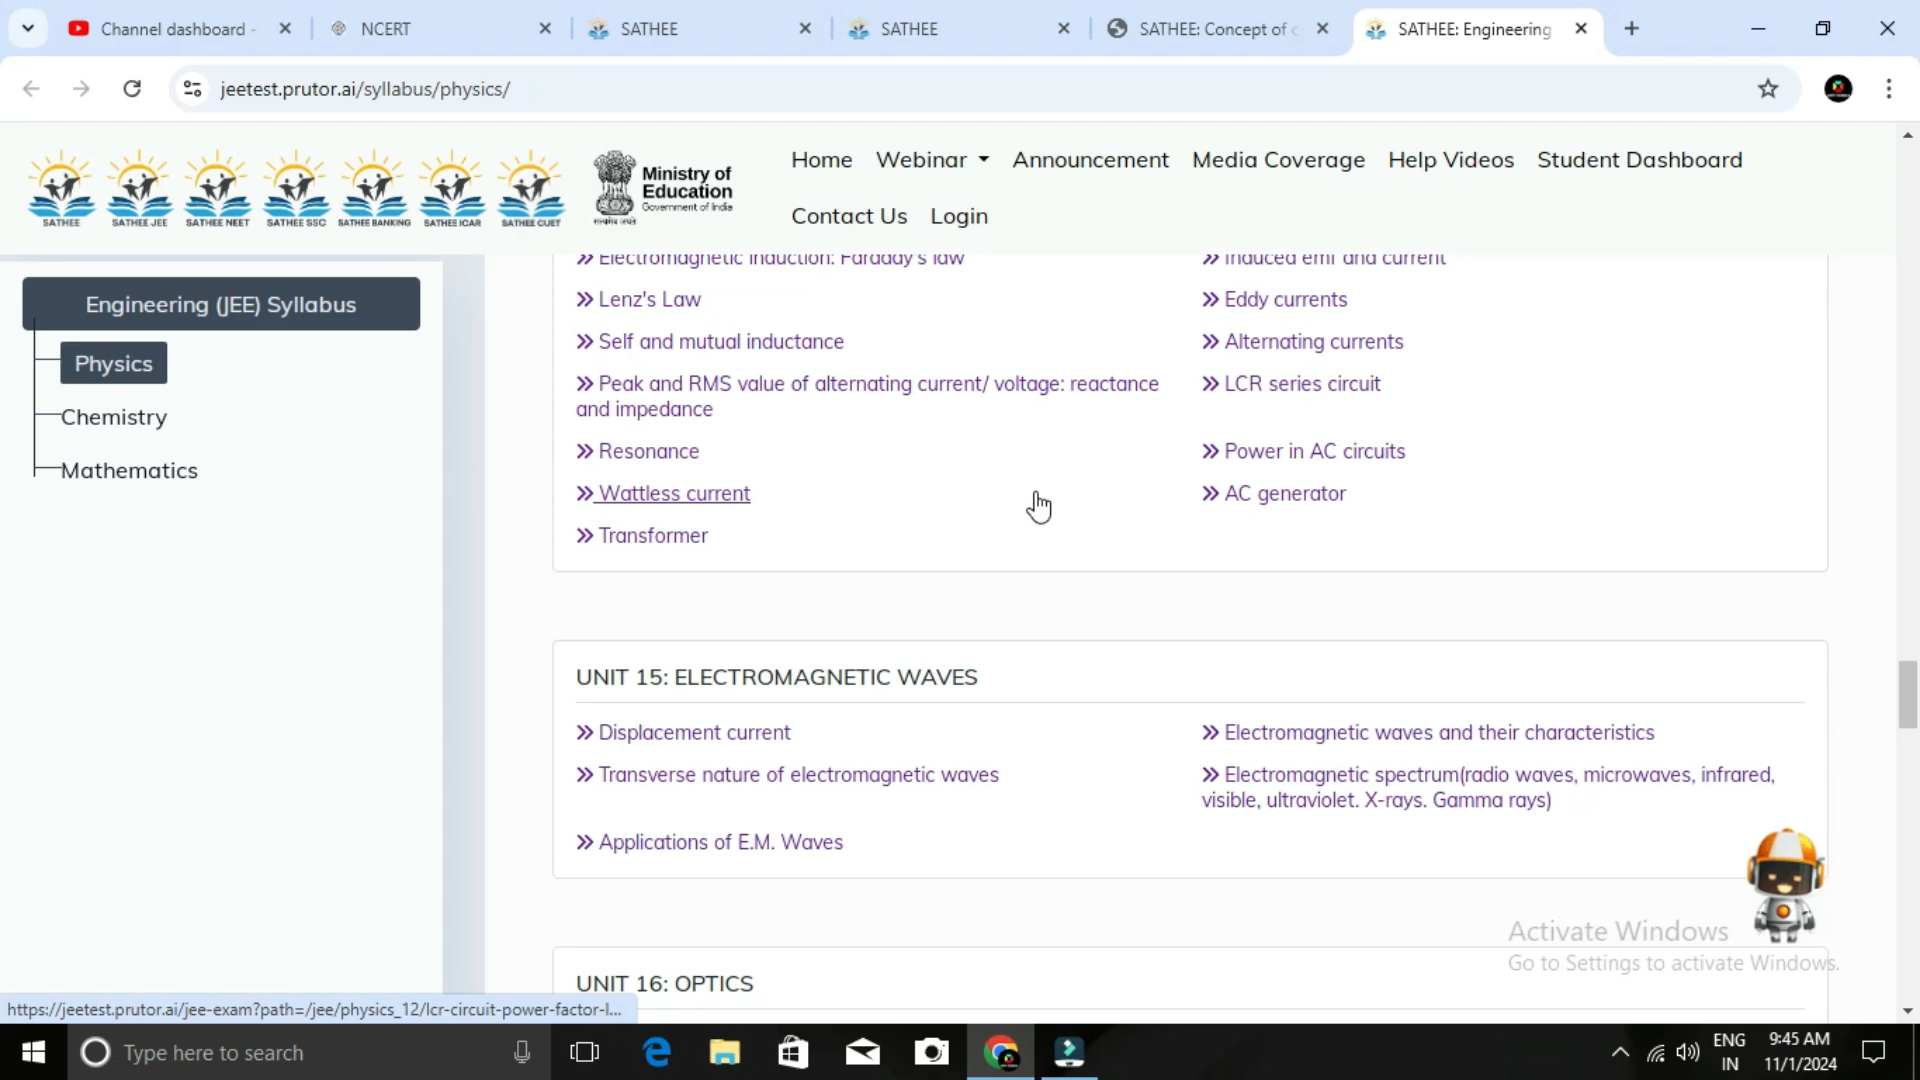 Channel dashboard -
NCERT
SATHEE
SATHEE
SATHEE: Concept of c
SATHEE: Engineering
jeetest.prutor.ai/syllabus/physics/
SATHEE
SATHEE JEE
SATHEE NEET
SATHEE SSC
SATHEE BANKING
SATHEE ICAR
SATHEE CUET
सत्यमेव जयते
Ministry of
Education
Government of India
Home Webinar Announcement Media Coverage Help Videos Student Dashboard
Contact Us Login
Engineering (JEE) Syllabus
Physics
Chemistry
Mathematics
» Electromagnetic induction: Faraday's law
» Induced emf and current
» Lenz's Law
» Eddy currents
» Self and mutual inductance
» Alternating currents
» Peak and RMS value of alternating current/ voltage: reactance
and impedance
» LCR series circuit
» Resonance
» Power in AC circuits
» Wattless current
» AC generator
» Transformer
UNIT 15: ELECTROMAGNETIC WAVES
» Displacement current
» Electromagnetic waves and their characteristics
» Transverse nature of electromagnetic waves
» Electromagnetic spectrum(radio waves, microwaves, infrared,
visible, ultraviolet. X-rays. Gamma rays)
» Applications of E.M. Waves
UNIT 16: OPTICS
Activate Windows
Go to Settings to activate Windows.
https://jeetest.prutor.ai/jee-exam?path=/jee/physics_12/lcr-circuit-power-factor-l...
Type here to search
ENG
IN
9:45 AM
11/1/2024